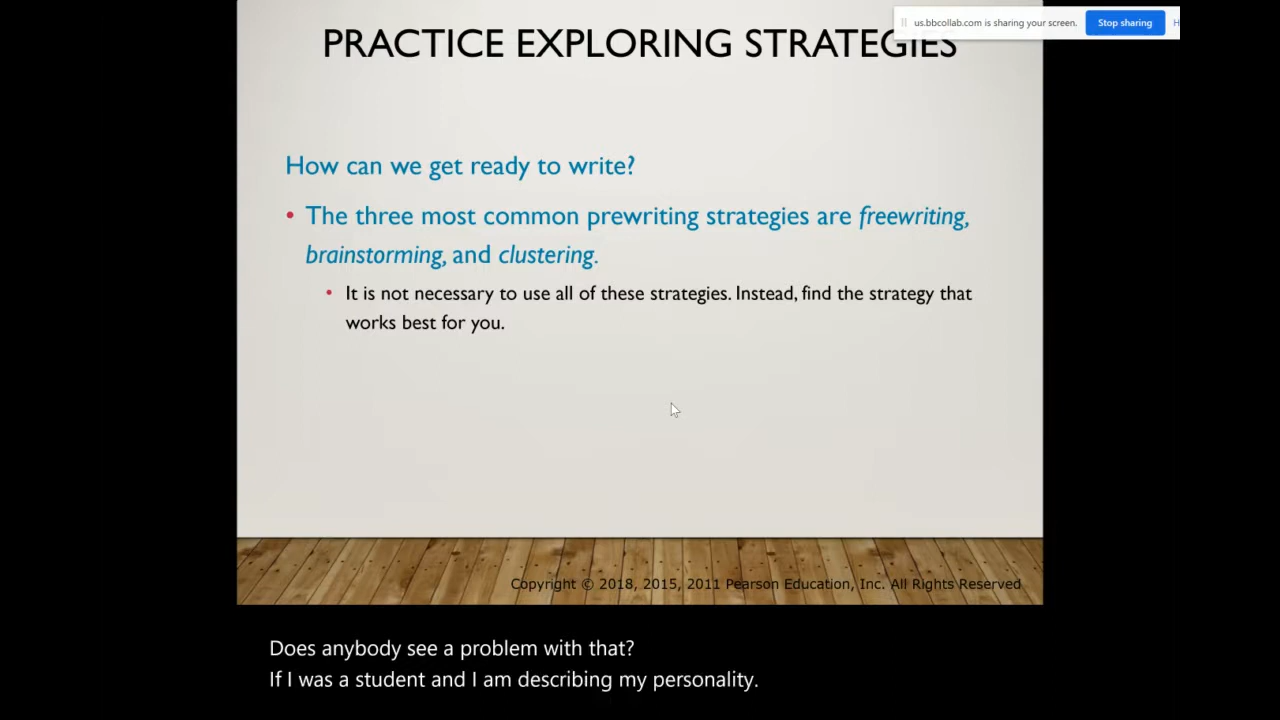 us.bbcollab.com is sharing your screen.
Stop sharing
H
PRACTICE EXPLORING STRATEGIES
How can we get ready to write?
• The three most common prewriting strategies are freewriting,
brainstorming, and clustering.
• It is not necessary to use all of these strategies. Instead, find the strategy that
works best for you.
Copyright © 2018, 2015, 2011 Pearson Education, Inc. All Rights Reserved
Does anybody see a problem with that?
If I was a student and I am describing my personality.